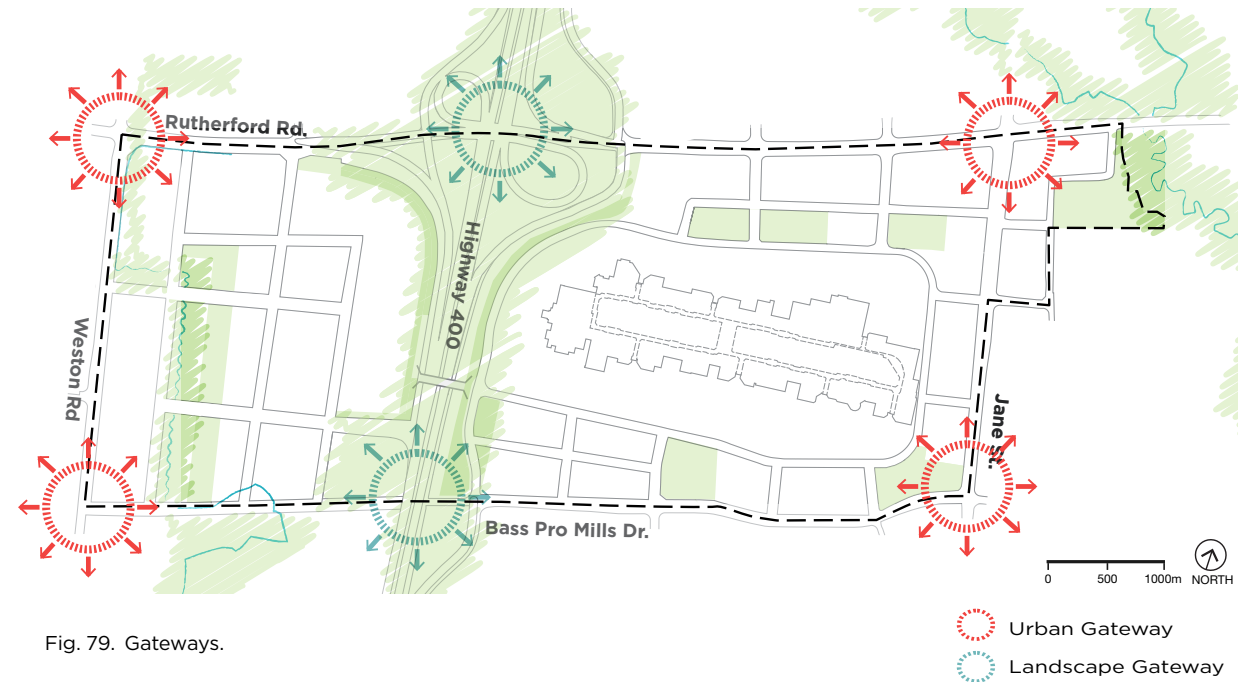 Rutherford Rd.
Highway 400
Weston Rd
Jane St.
Bass Pro Mills Dr.
0 500 1000m NORTH
Urban Gateway
Fig. 79. Gateways.
Landscape Gateway